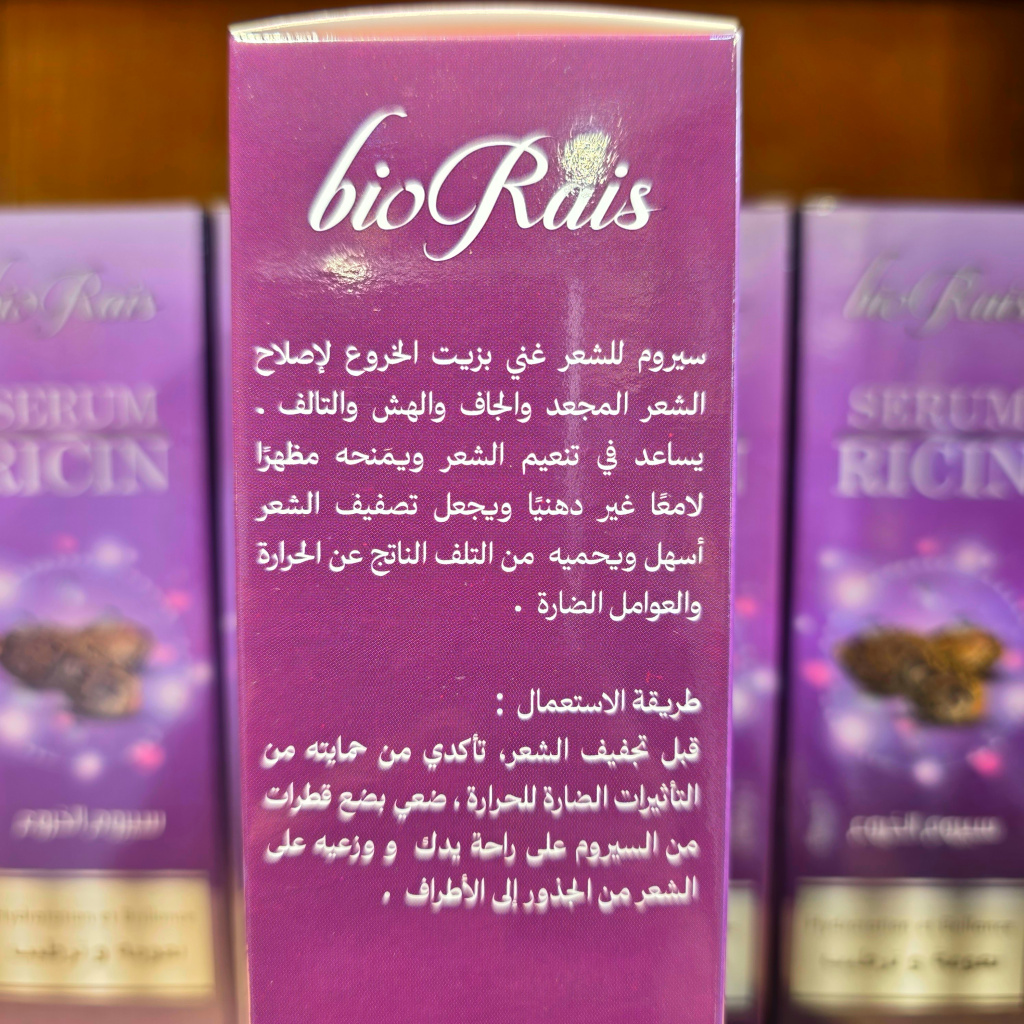 bioRais
سيروم للشعر غني بزيت الخروع لإصلاح
الشعر المجعد والجاف والهش والتالف .
يساعد في تنعيم الشعر ويمَنحه مظهرًا
لامعًا غير دهنيًا ويجعل تصفيف الشعر
أسهل ويحميه من التلف الناتج عن الحرارة
والعوامل الضارة .
طريقة الاستعمال :
قبل تجفيف الشعر، تأكدي من حمايته من
التأثيرات الضارة للحرارة ، ضعي بضع قطرات
من السيروم على راحة يدك و وزعيه على
الشعر من الجذور إلى الأطراف .
bioRais
SERUM
RICIN
سيروم الخروع
bioRais
SERUM
RICIN
سيروم الخروع